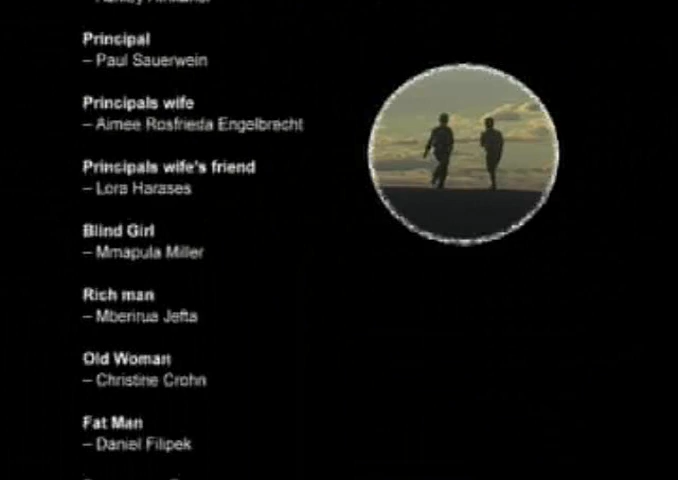 Principal
– Paul Sauerwein
Principals wife
– Aimee Rosfrieda Engelbrecht
Principals wife's friend
– Lora Harases
Blind Girl
– Mmapula Miller
Rich man
– Mberirua Jefta
Old Woman
– Christine Crohn
Fat Man
– Daniel Filipek